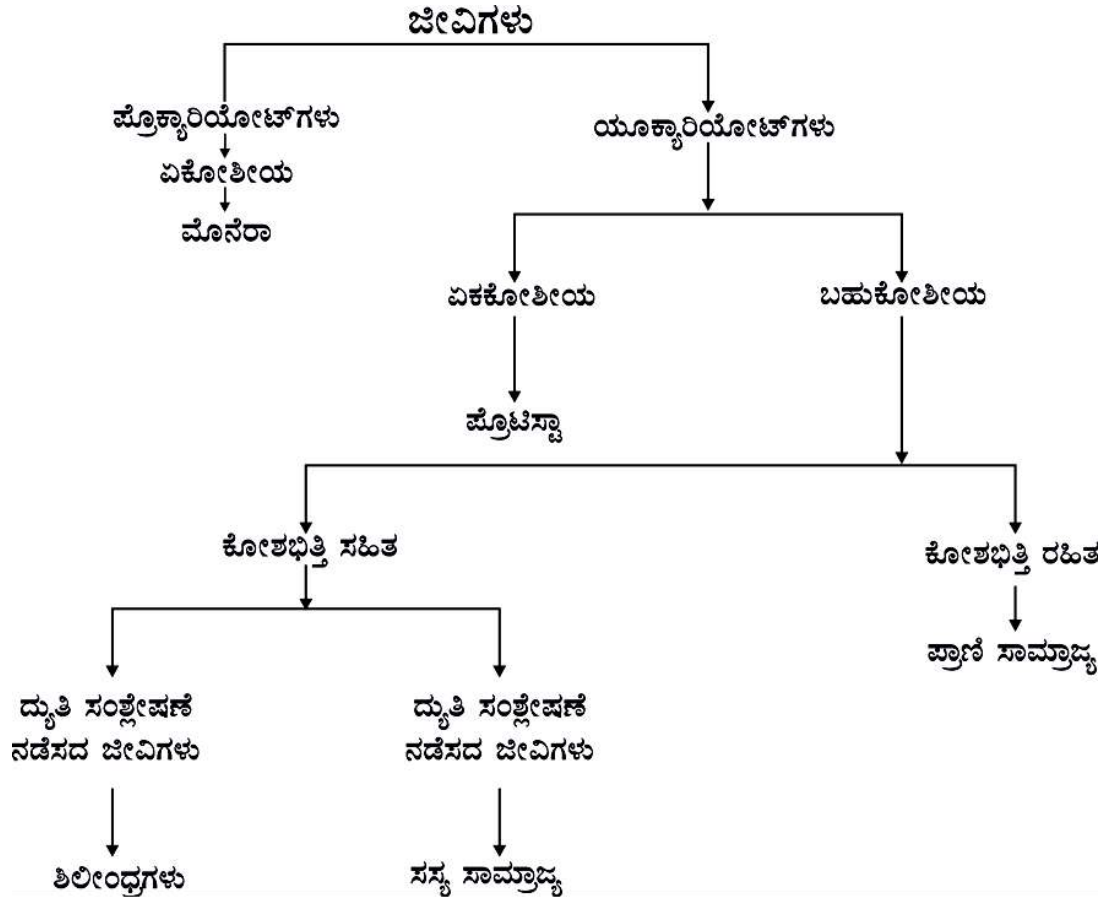 ಜೀವಿಗಳು
ಪ್ರೊಕ್ಯಾರಿಯೋಟ್‌ಗಳು
ಯೂಕ್ಯಾರಿಯೋಟ್‌ಗಳು
ಏಕೋಶೀಯ
ಮೊನೆರಾ
ಏಕಕೋಶೀಯ
ಬಹುಕೋಶೀಯ
ಪ್ರೊಟಿಸ್ಟಾ
ಕೋಶಭಿತ್ತಿ ಸಹಿತ
ಕೋಶಭಿತ್ತಿ ರಹಿತ
ಪ್ರಾಣಿ ಸಾಮ್ರಾಜ್ಯ
ದ್ಯುತಿ ಸಂಶ್ಲೇಷಣೆ
ನಡೆಸದ ಜೀವಿಗಳು
ದ್ಯುತಿ ಸಂಶ್ಲೇಷಣೆ
ನಡೆಸದ ಜೀವಿಗಳು
ಶಿಲೀಂಧ್ರಗಳು
ಸಸ್ಯ ಸಾಮ್ರಾಜ್ಯ